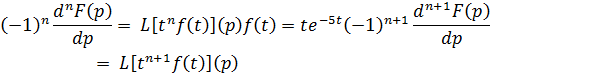 (-1)^n d^nF(p)/dp = L[t^n f(t)](p)f(t) = te^{-5t}(-1)^{n+1} d^{n+1}F(p)/dp
= L[t^{n+1}f(t)](p)